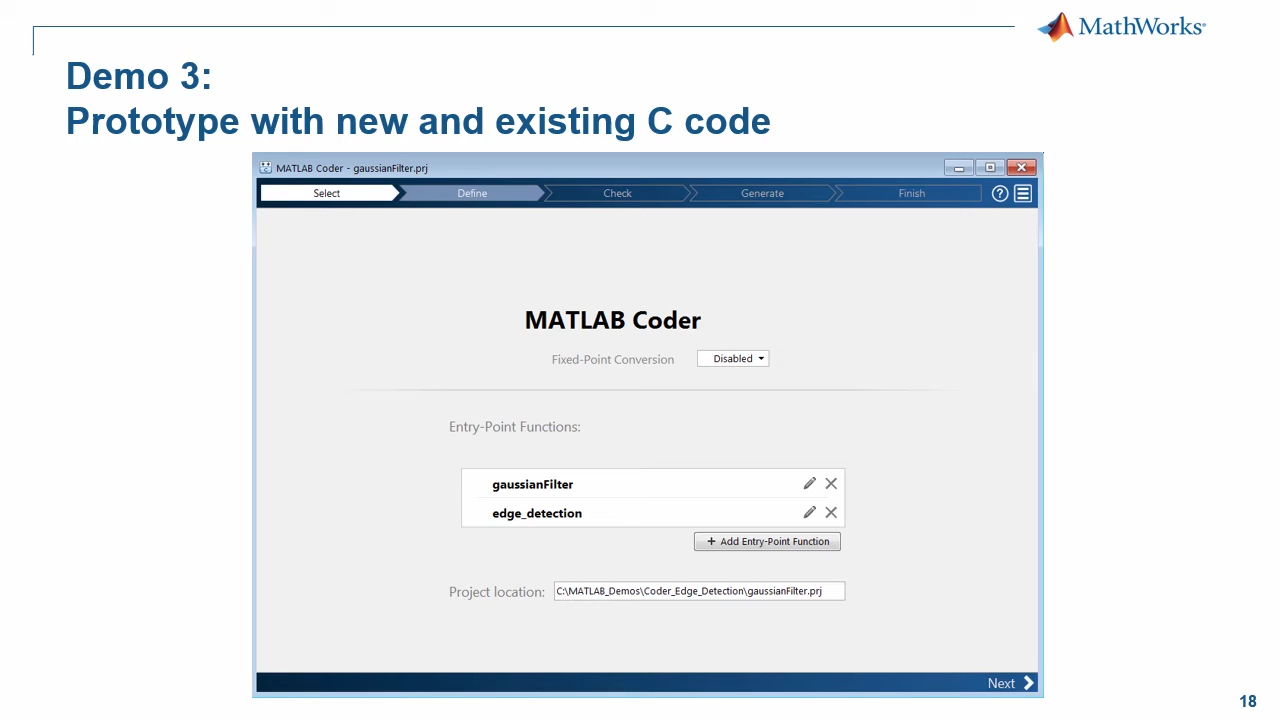 MathWorks®
Demo 3:
Prototype with new and existing C code
MATLAB Coder - gaussianFilter.prj
Select
Define
Check
Generate
Finish
?
MATLAB Coder
Fixed-Point Conversion Disabled
Entry-Point Functions:
gaussianFilter
edge_detection
+ Add Entry-Point Function
Project location: C:\MATLAB_Demos\Coder_Edge_Detection\gaussianFilter.prj
Next
18